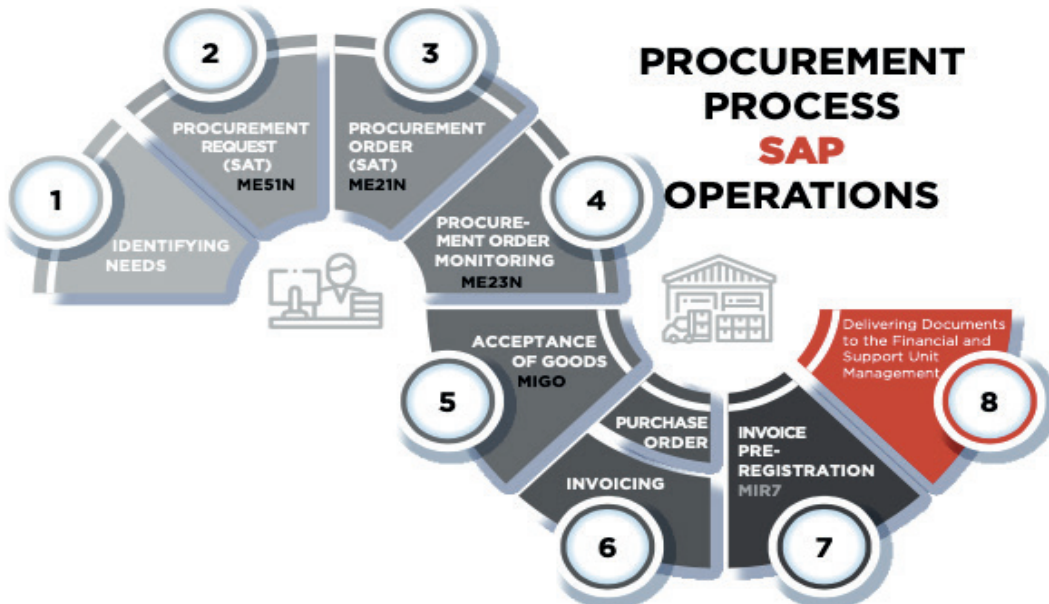 PROCUREMENT
PROCESS
SAP
OPERATIONS
1
IDENTIFYING
NEEDS
2
PROCUREMENT
REQUEST
(SAT)
ME51N
3
PROCUREMENT
ORDER
(SAT)
ME21N
4
PROCURE-
MENT ORDER
MONITORING
ME23N
5
ACCEPTANCE
OF GOODS
MIGO
PURCHASE
ORDER
INVOICING
6
INVOICE
PRE-
REGISTRATION
MIR7
7
Delivering Documents
to the Financial and
Support Unit
Management
8